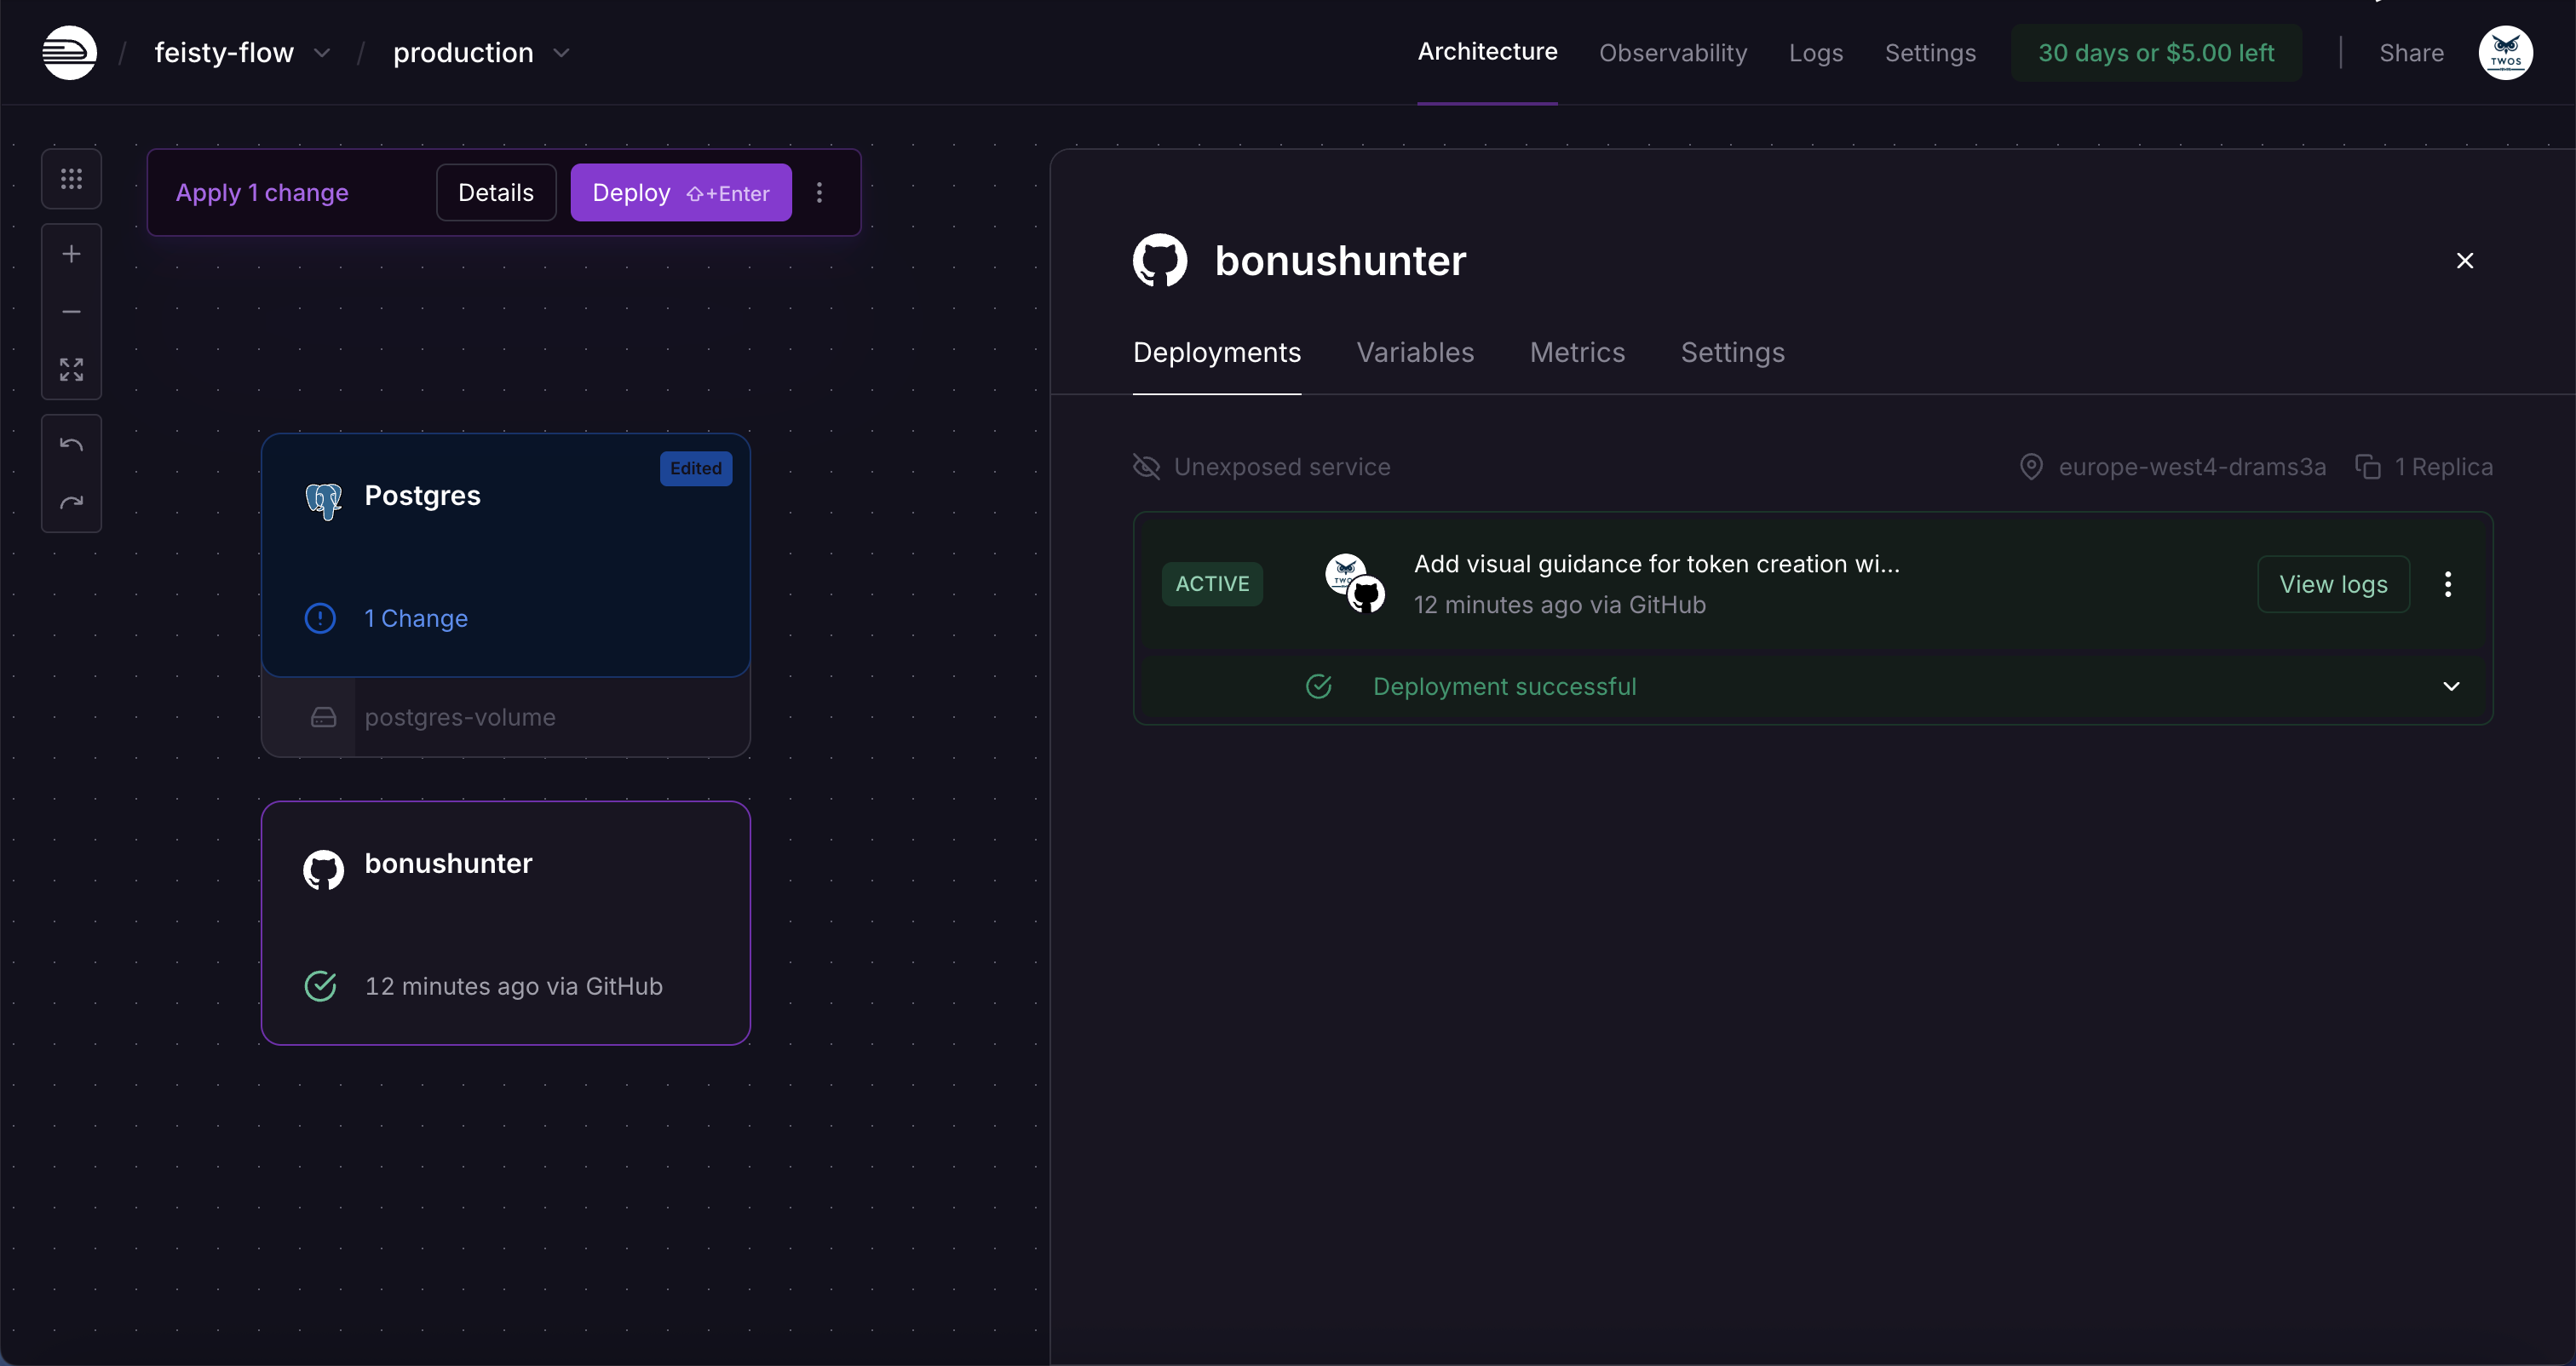 / feisty-flow / production
Architecture Observability Logs Settings 30 days or $5.00 left Share
TWOS
Apply 1 change Details Deploy ⇧+Enter
bonushunter
Deployments Variables Metrics Settings
Unexposed service europe-west4-drams3a 1 Replica
ACTIVE
Add visual guidance for token creation wi...
12 minutes ago via GitHub
View logs
Deployment successful
Edited
Postgres
1 Change
postgres-volume
bonushunter
12 minutes ago via GitHub